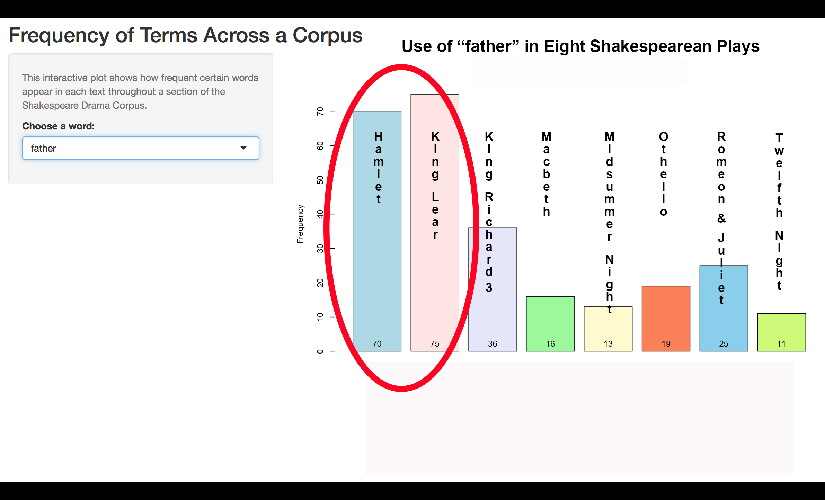 Frequency of Terms Across a Corpus
This interactive plot shows how frequent certain words
appear in each text throughout a section of the
Shakespeare Drama Corpus.
Choose a word:
father
Use of “father” in Eight Shakespearean Plays
Frequency
70
60
50
40
30
20
10
0
Hamlet
KIng Lear
KIng RIchard 3
Macbeth
MIdsummer NIght
Othello
Romeon & JulIet
Twelfth NIght
70
75
36
16
13
19
25
11